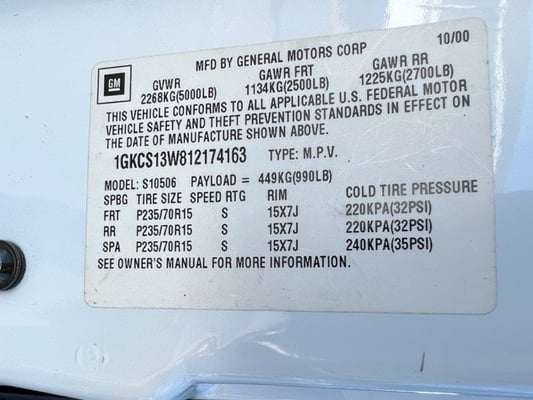 MFD BY GENERAL MOTORS CORP 10/00
GM GVWR GAWR FRT GAWR RR
2268KG(5000LB) 1134KG(2500LB) 1225KG(2700LB)
THIS VEHICLE CONFORMS TO ALL APPLICABLE U.S. FEDERAL MOTOR
VEHICLE SAFETY AND THEFT PREVENTION STANDARDS IN EFFECT ON
THE DATE OF MANUFACTURE SHOWN ABOVE.
1GKCS13W812174163 TYPE: M.P.V.
MODEL: S10506 PAYLOAD = 449KG(990LB)
SPBG TIRE SIZE SPEED RTG RIM COLD TIRE PRESSURE
FRT P235/70R15 S 15X7J 220KPA(32PSI)
RR P235/70R15 S 15X7J 220KPA(32PSI)
SPA P235/70R15 S 15X7J 240KPA(35PSI)
SEE OWNER'S MANUAL FOR MORE INFORMATION.